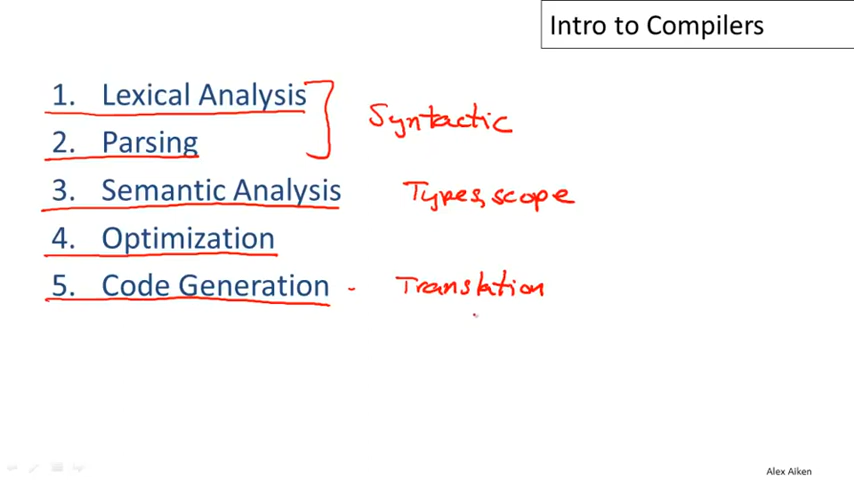 Intro to Compilers
1. Lexical Analysis
Syntactic
2. Parsing
3. Semantic Analysis Types, scope
4. Optimization
5. Code Generation - Translation
Alex Aiken